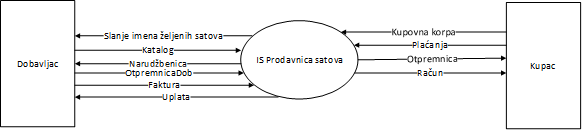 Dobavljac
Slanje imena željenih satova
Katalog
Narudžbenica
OtpremnicaDob
Faktura
Uplata
IS Prodavnica satova
Kupovna korpa
Plaćanja
Otpremnica
Račun
Kupac